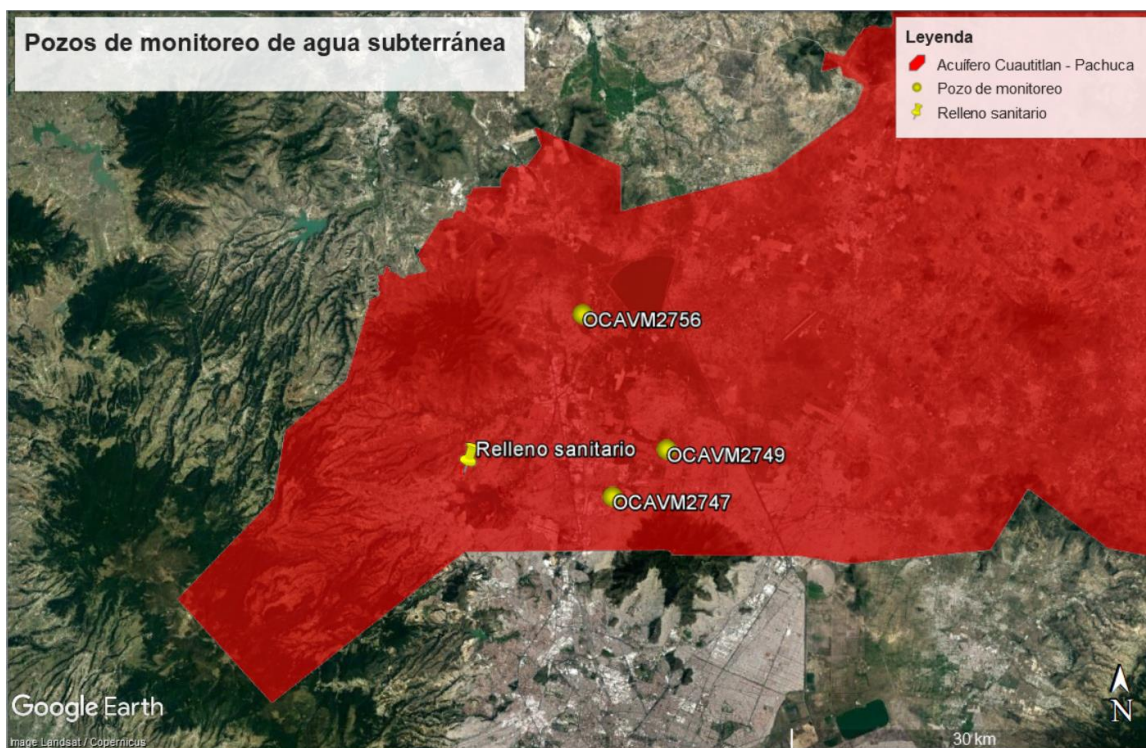 Pozos de monitoreo de agua subterránea
Leyenda
Acuífero Cuautitlan - Pachuca
Pozo de monitoreo
Relleno sanitario
OCAVM2756
Relleno sanitario
OCAVM2749
OCAVM2747
Google Earth
Image Landsat / Copernicus
N
30 km